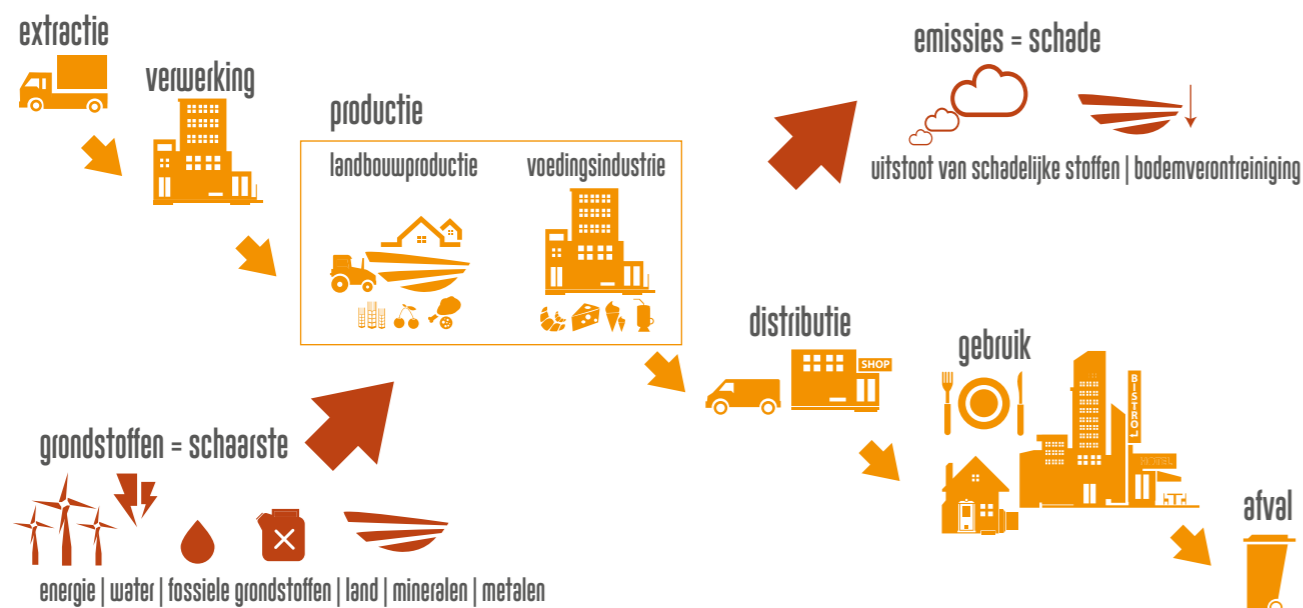 extractie
verwerking
productie
landbouwproductie
voedingsindustrie
emissies = schade
uitstoot van schadelijke stoffen | bodemverontreiniging
distributie
SHOP
gebruik
BISTRO
grondstoffen = schaarste
energie | water | fossiele grondstoffen | land | mineralen | metalen
afval